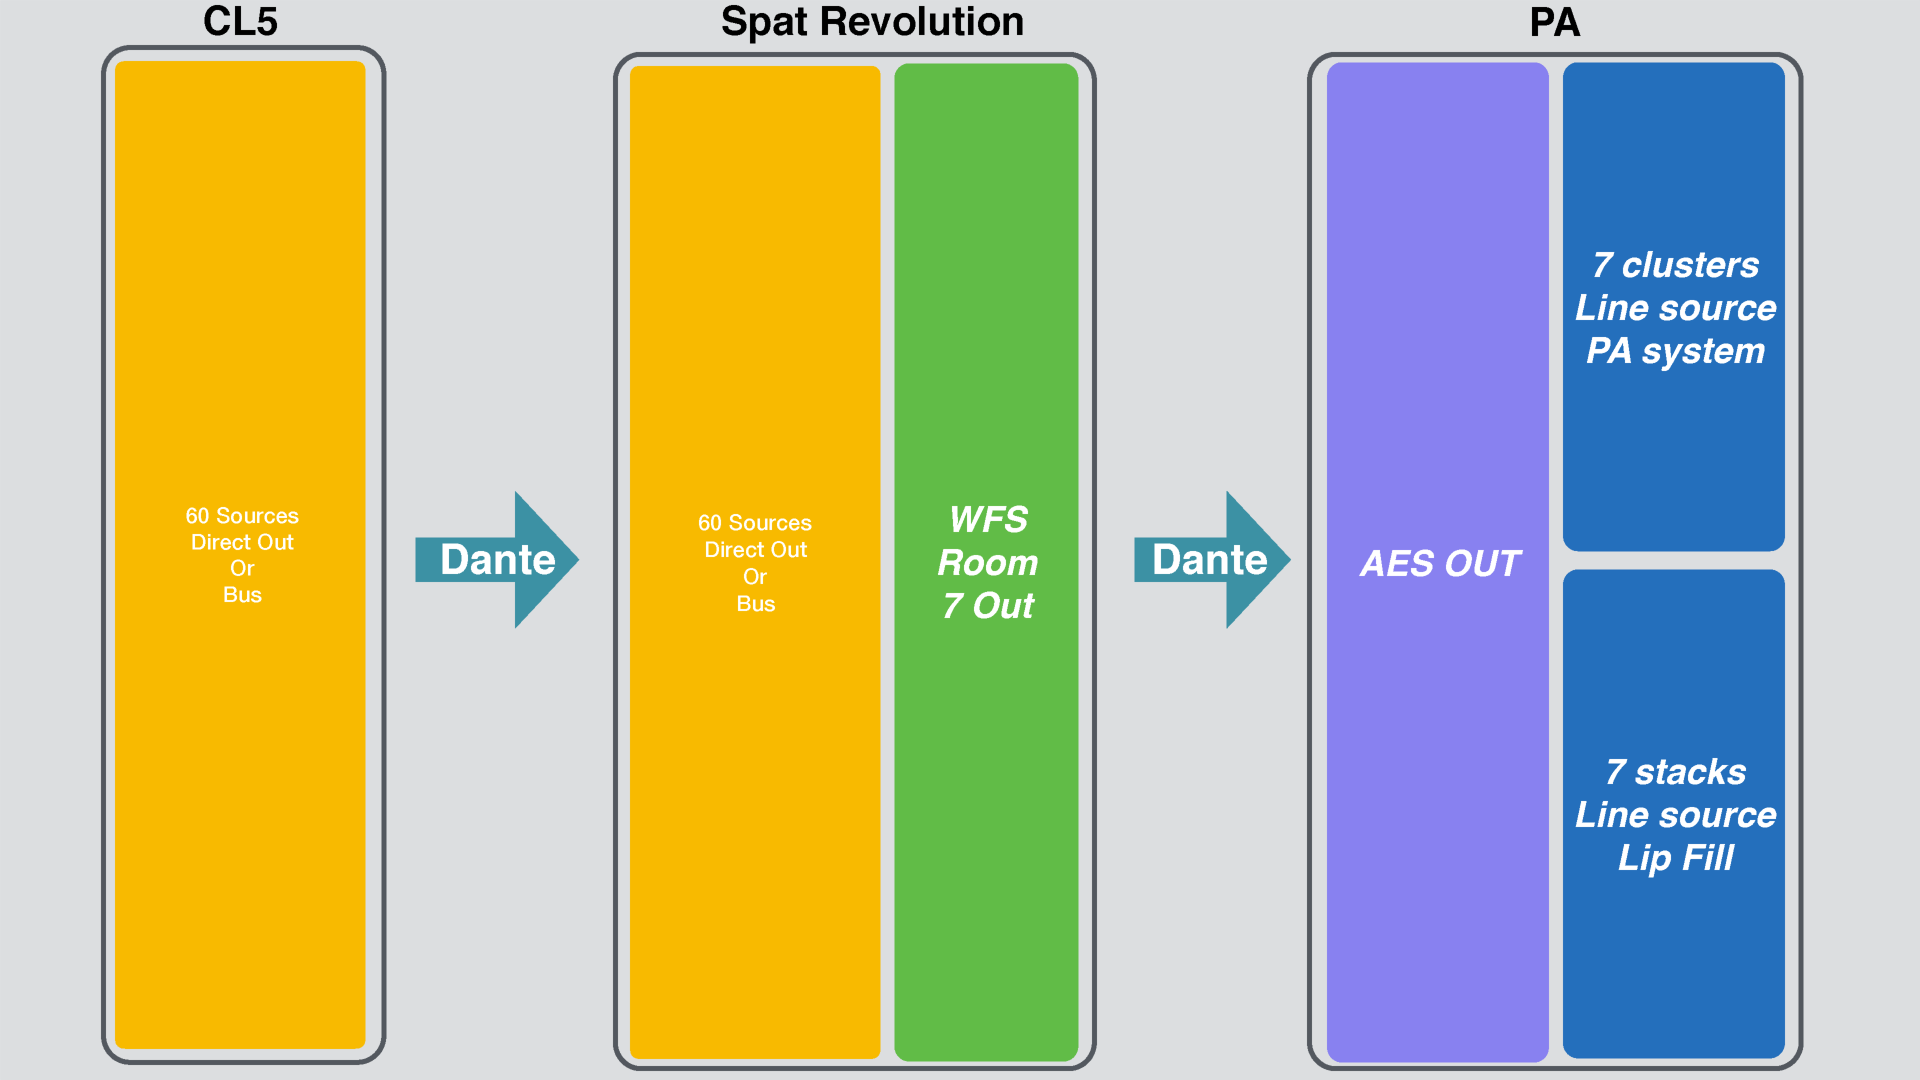 CL5
Spat Revolution
PA
60 Sources
Direct Out
Or
Bus
Dante
60 Sources
Direct Out
Or
Bus
WFS
Room
7 Out
Dante
AES OUT
7 clusters
Line source
PA system
7 stacks
Line source
Lip Fill